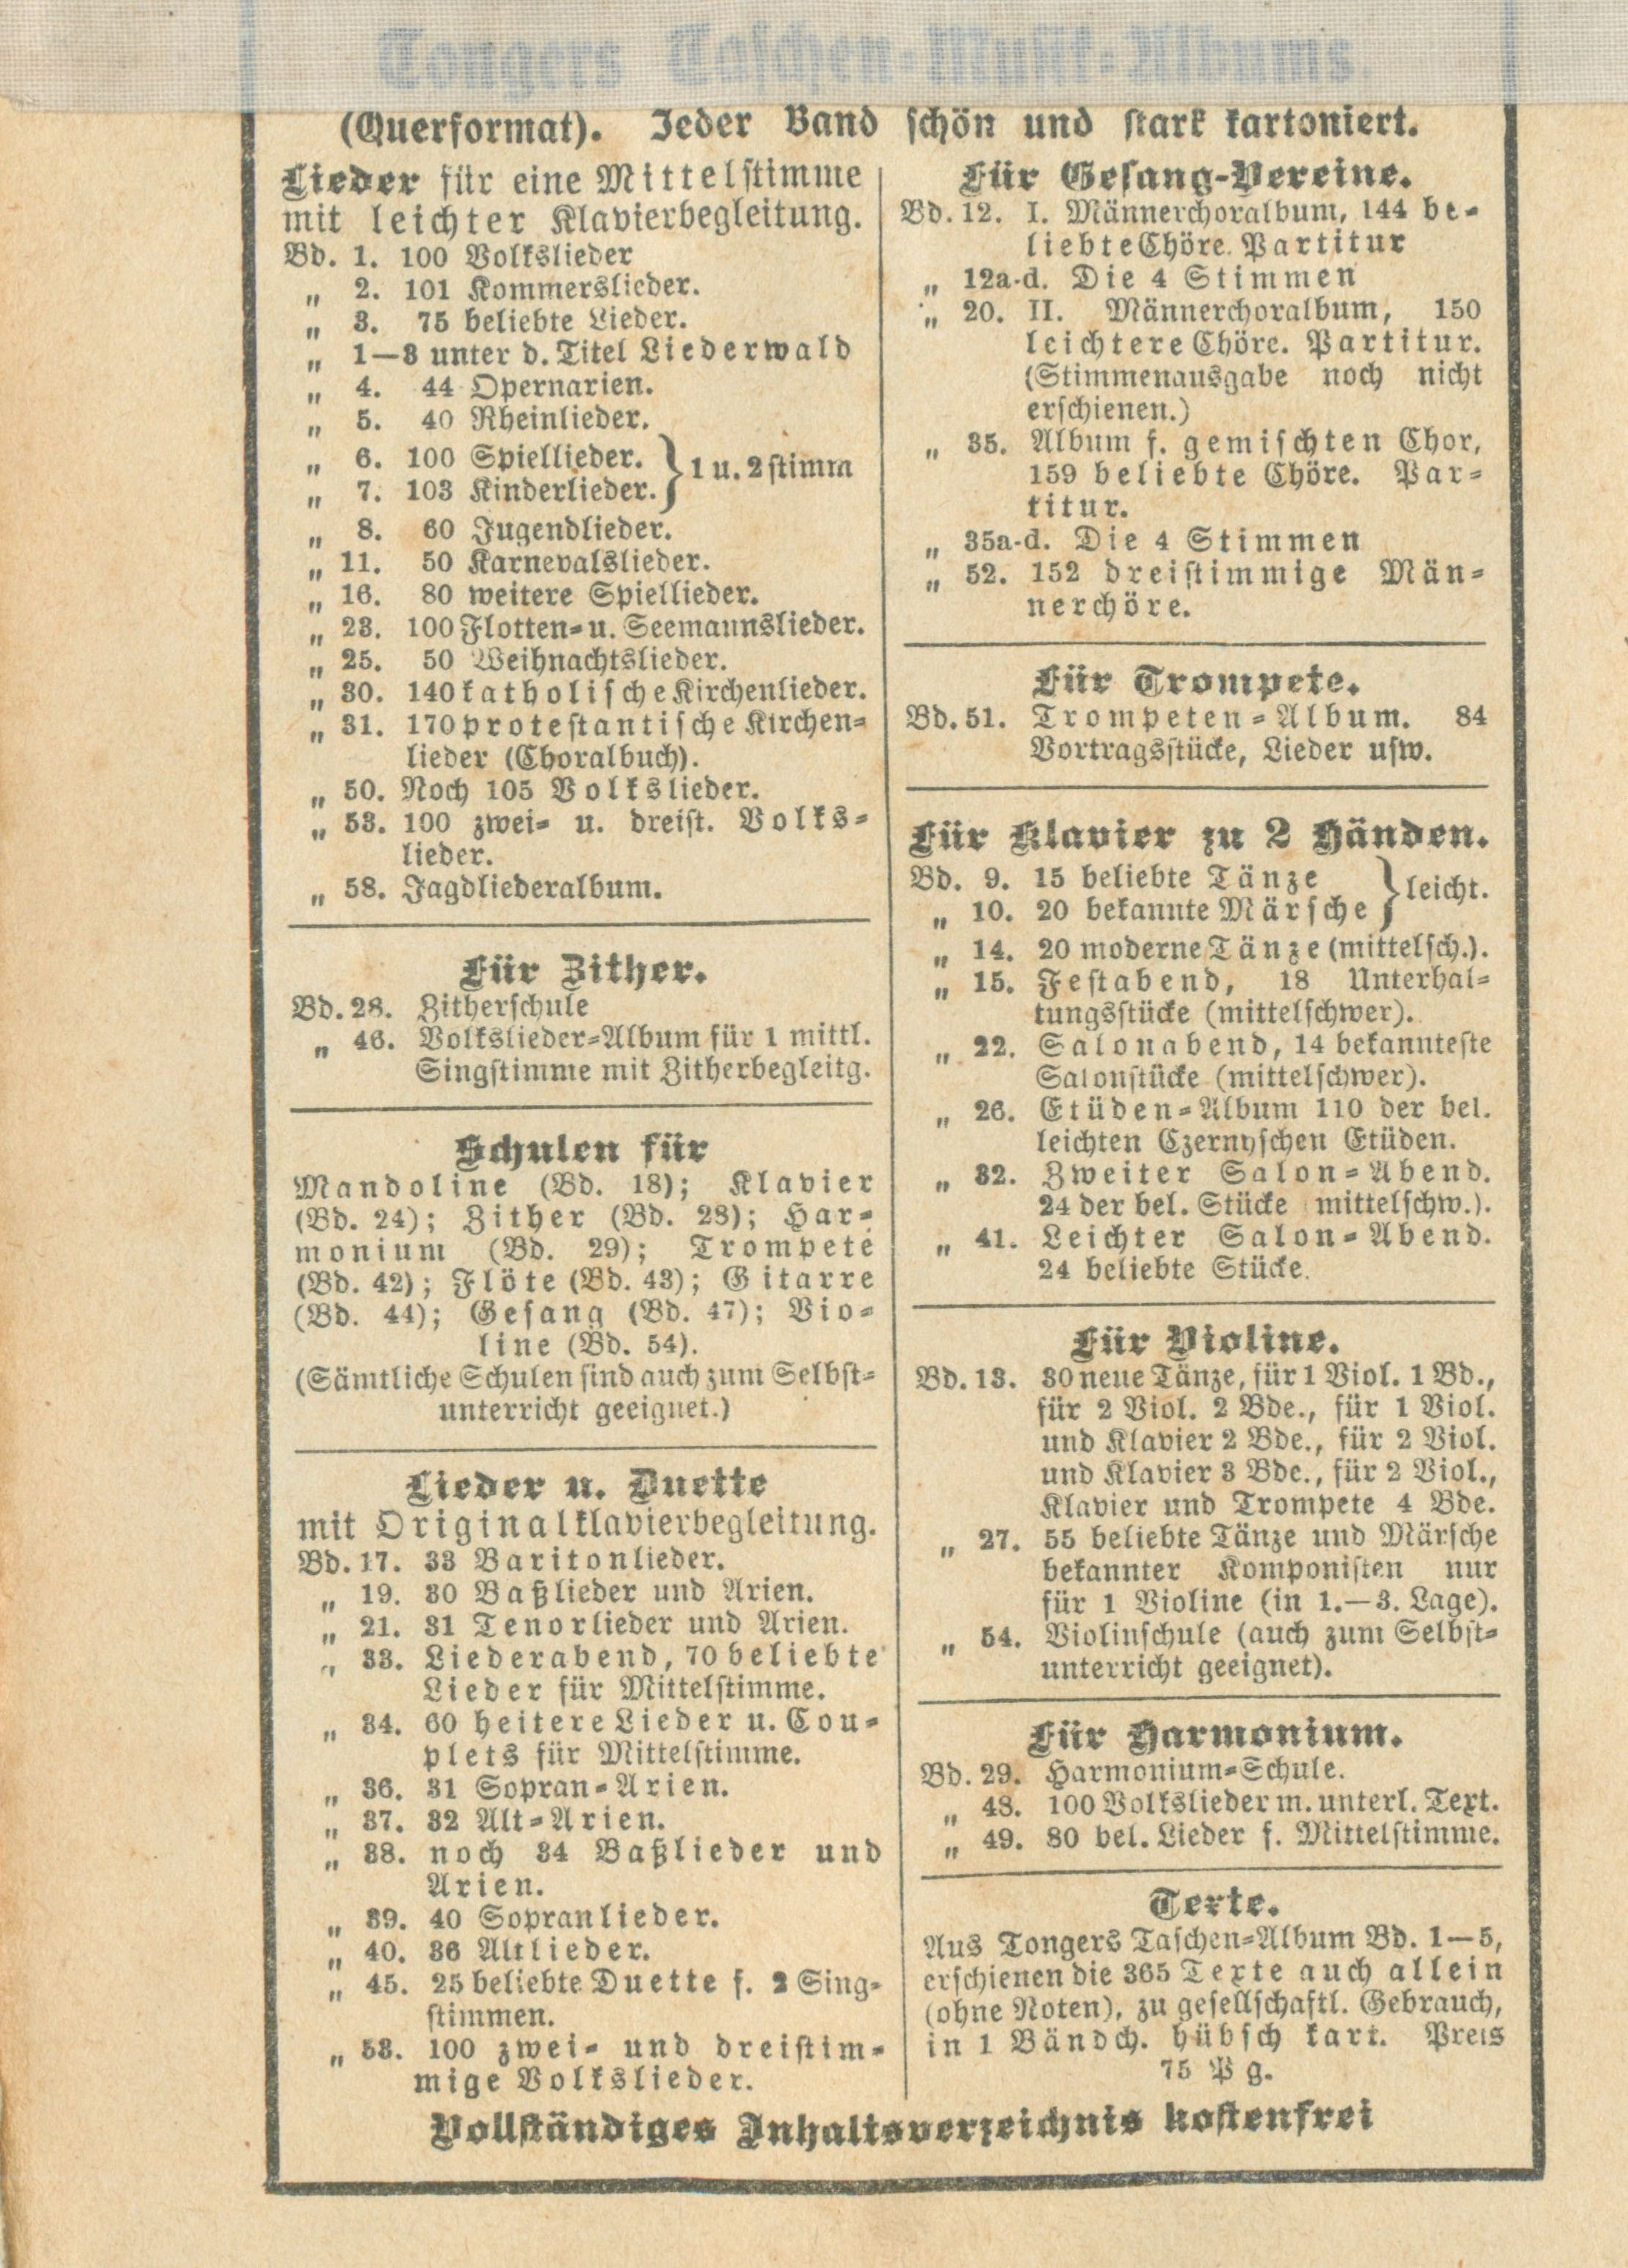 Tongers Taschen-Musik-Albums.
(Querformat). Jeder Band schön und stark kartoniert.
Lieder für eine Mittelstimme
mit leichter Klavierbegleitung.
Bd. 1. 100 Volkslieder
„ 2. 101 Kommerslieder.
„ 3. 75 beliebte Lieder.
„ 1—3 unter d. Titel Liederwald
„ 4. 44 Opernarien.
„ 5. 40 Rheinlieder.
„ 6. 100 Spiellieder.
„ 7. 103 Kinderlieder. } 1 u. 2stimm
„ 8. 60 Jugendlieder.
„ 11. 50 Karnevalslieder.
„ 16. 80 weitere Spiellieder.
„ 23. 100 Flotten- u. Seemannslieder.
„ 25. 50 Weihnachtslieder.
„ 30. 140 katholische Kirchenlieder.
„ 31. 170 protestantische Kirchen-
lieder (Choralbuch).
„ 50. Noch 105 Volkslieder.
„ 53. 100 zwei- u. dreist. Volks-
lieder.
„ 58. Jagdliederalbum.
Für Zither.
Bd. 28. Zitherschule
„ 46. Volkslieder-Album für 1 mittl.
Singstimme mit Zitherbegleitg.
Schulen für
Mandoline (Bd. 18); Klavier
(Bd. 24); Zither (Bd. 28); Har-
monium (Bd. 29); Trompete
(Bd. 42); Flöte (Bd. 43); Gitarre
(Bd. 44); Gesang (Bd. 47); Vio-
line (Bd. 54).
(Sämtliche Schulen sind auch zum Selbst-
unterricht geeignet.)
Lieder u. Duette
mit Originalklavierbegleitung.
Bd. 17. 33 Baritonlieder.
„ 19. 30 Baßlieder und Arien.
„ 21. 31 Tenorlieder und Arien.
„ 33. Liederabend, 70 beliebte
Lieder für Mittelstimme.
„ 34. 60 heitere Lieder u. Cou-
plets für Mittelstimme.
„ 36. 31 Sopran-Arien.
„ 37. 32 Alt-Arien.
„ 38. noch 34 Baßlieder und
Arien.
„ 39. 40 Sopranlieder.
„ 40. 36 Altlieder.
„ 45. 25 beliebte Duette f. 2 Sing-
stimmen.
„ 53. 100 zwei- und dreistim-
mige Volkslieder.
Für Gesang-Vereine.
Bd. 12. I. Männerchoralbum, 144 be-
liebte Chöre. Partitur
„ 12a-d. Die 4 Stimmen
„ 20. II. Männerchoralbum, 150
leichtere Chöre. Partitur.
(Stimmenausgabe noch nicht
erschienen.)
„ 35. Album f. gemischten Chor,
159 beliebte Chöre. Par-
titur.
„ 35a-d. Die 4 Stimmen
„ 52. 152 dreistimmige Män-
nerchöre.
Für Trompete.
Bd. 51. Trompeten-Album. 84
Vortragsstücke, Lieder usw.
Für Klavier zu 2 Händen.
Bd. 9. 15 beliebte Tänze
„ 10. 20 bekannte Märsche } leicht.
„ 14. 20 moderne Tänze (mittelsch.).
„ 15. Festabend, 18 Unterhal-
tungsstücke (mittelschwer).
„ 22. Salonabend, 14 bekannteste
Salonstücke (mittelschwer).
„ 26. Etüden-Album 110 der bel.
leichten Czernyschen Etüden.
„ 32. Zweiter Salon-Abend.
24 der bel. Stücke mittelschw.).
„ 41. Leichter Salon-Abend.
24 beliebte Stücke.
Für Violine.
Bd. 13. 30 neue Tänze, für 1 Viol. 1 Bd.,
für 2 Viol. 2 Bde., für 1 Viol.
und Klavier 2 Bde., für 2 Viol.
und Klavier 3 Bde., für 2 Viol.,
Klavier und Trompete 4 Bde.
„ 27. 55 beliebte Tänze und Märsche
bekannter Komponisten nur
für 1 Violine (in 1.—3. Lage).
„ 54. Violinschule (auch zum Selbst-
unterricht geeignet).
Für Harmonium.
Bd. 29. Harmonium-Schule.
„ 48. 100 Volkslieder m. unterl. Text.
„ 49. 80 bel. Lieder f. Mittelstimme.
Texte.
Aus Tongers Taschen-Album Bd. 1—5,
erschienen die 365 Texte auch allein
(ohne Noten), zu gesellschaftl. Gebrauch,
in 1 Bändch. hübsch kart. Preis
75 P g.
Vollständiges Inhaltsverzeichnis kostenfrei